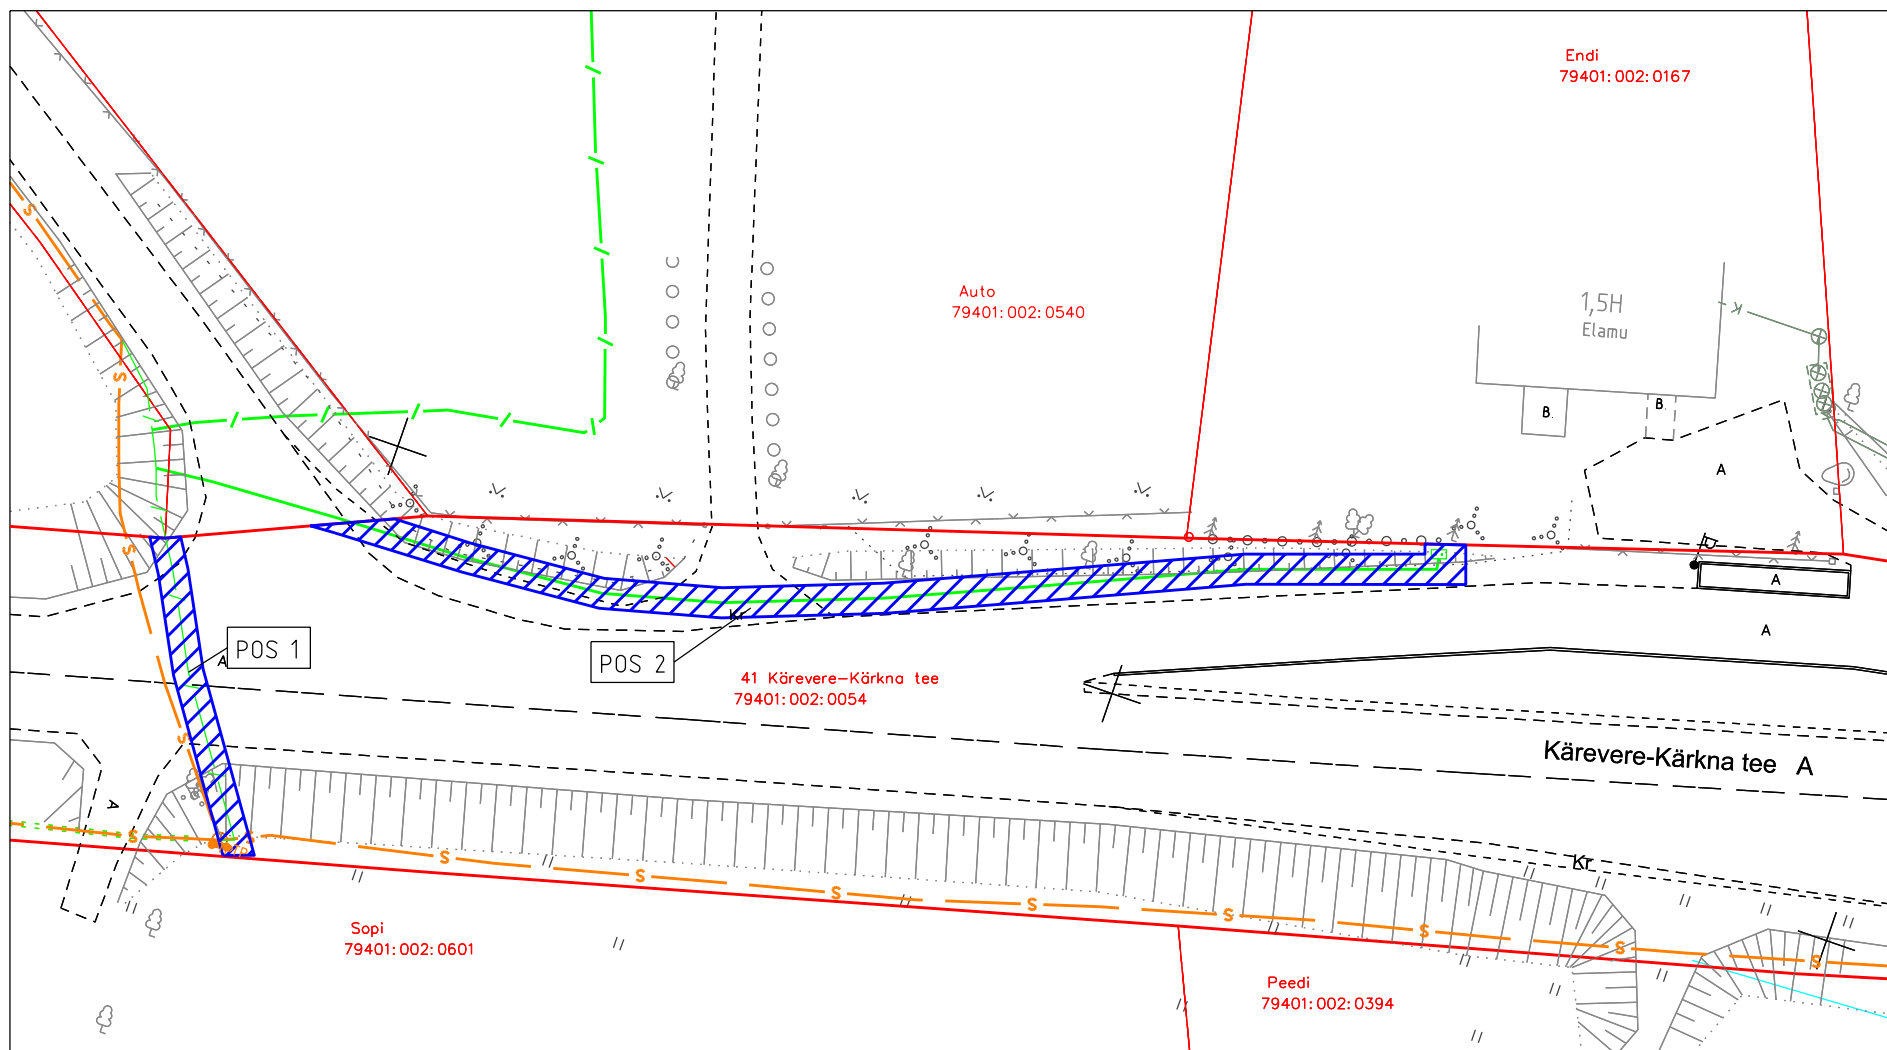 Endi
79401:002:0167
Auto
79401:002:0540
1,5H
Elamu
B.
B.
A
A
A
POS 1
A
POS 2
Kr
41 Kärevere-Kärkna tee
79401:002:0054
Kärevere-Kärkna tee A
A
Kr
Sopi
79401:002:0601
Peedi
79401:002:0394
S
S
S
S
S
S
S
S
S
S
S
S
S
K